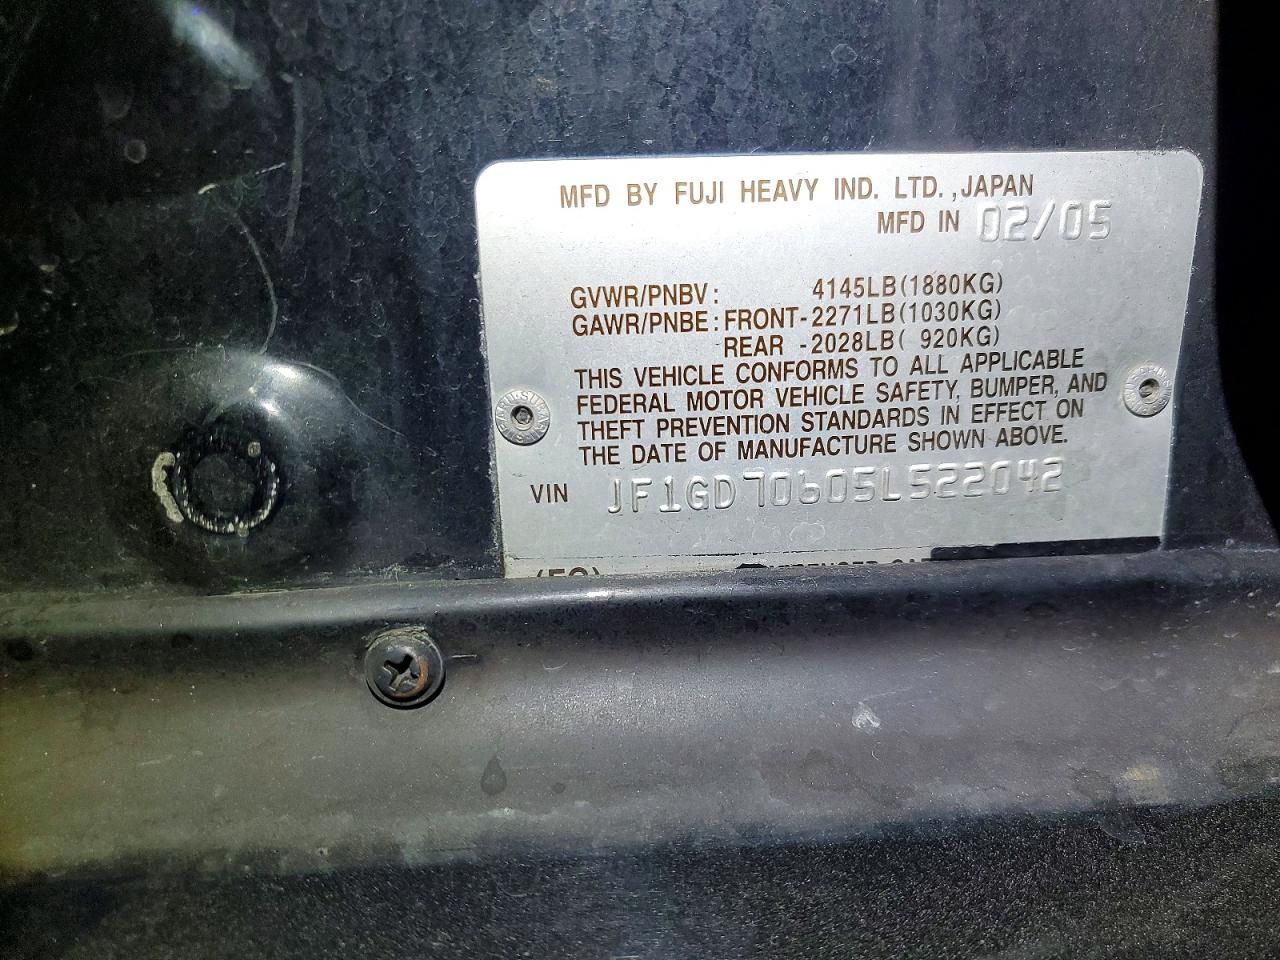 MFD BY FUJI HEAVY IND. LTD.,JAPAN
MFD IN 02/05
GVWR/PNBV: 4145LB(1880KG)
GAWR/PNBE: FRONT-2271LB(1030KG)
REAR -2028LB( 920KG)
THIS VEHICLE CONFORMS TO ALL APPLICABLE
FEDERAL MOTOR VEHICLE SAFETY, BUMPER, AND
THEFT PREVENTION STANDARDS IN EFFECT ON
THE DATE OF MANUFACTURE SHOWN ABOVE.
VIN JF1GD70605L522042